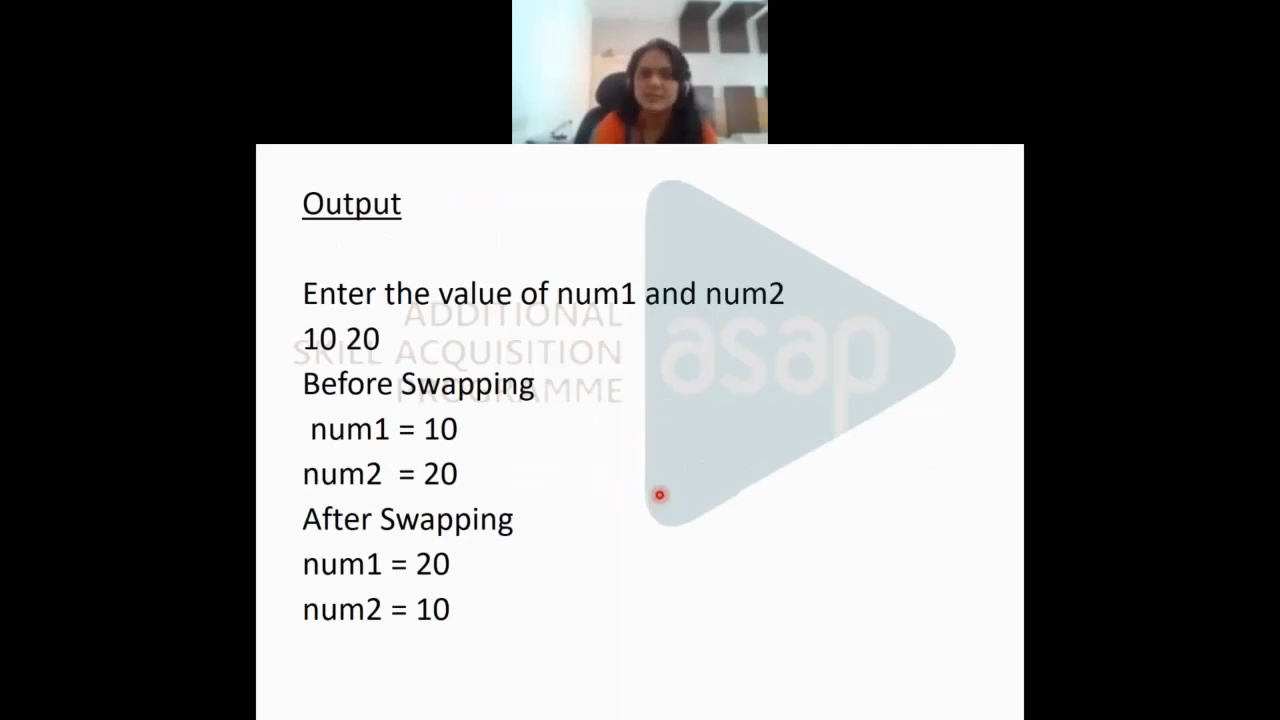 Output
Enter the value of num1 and num2
10 20
Before Swapping
num1 = 10
num2 = 20
After Swapping
num1 = 20
num2 = 10
ADDITIONAL
SKILL ACQUISITION
PROGRAMME
asap